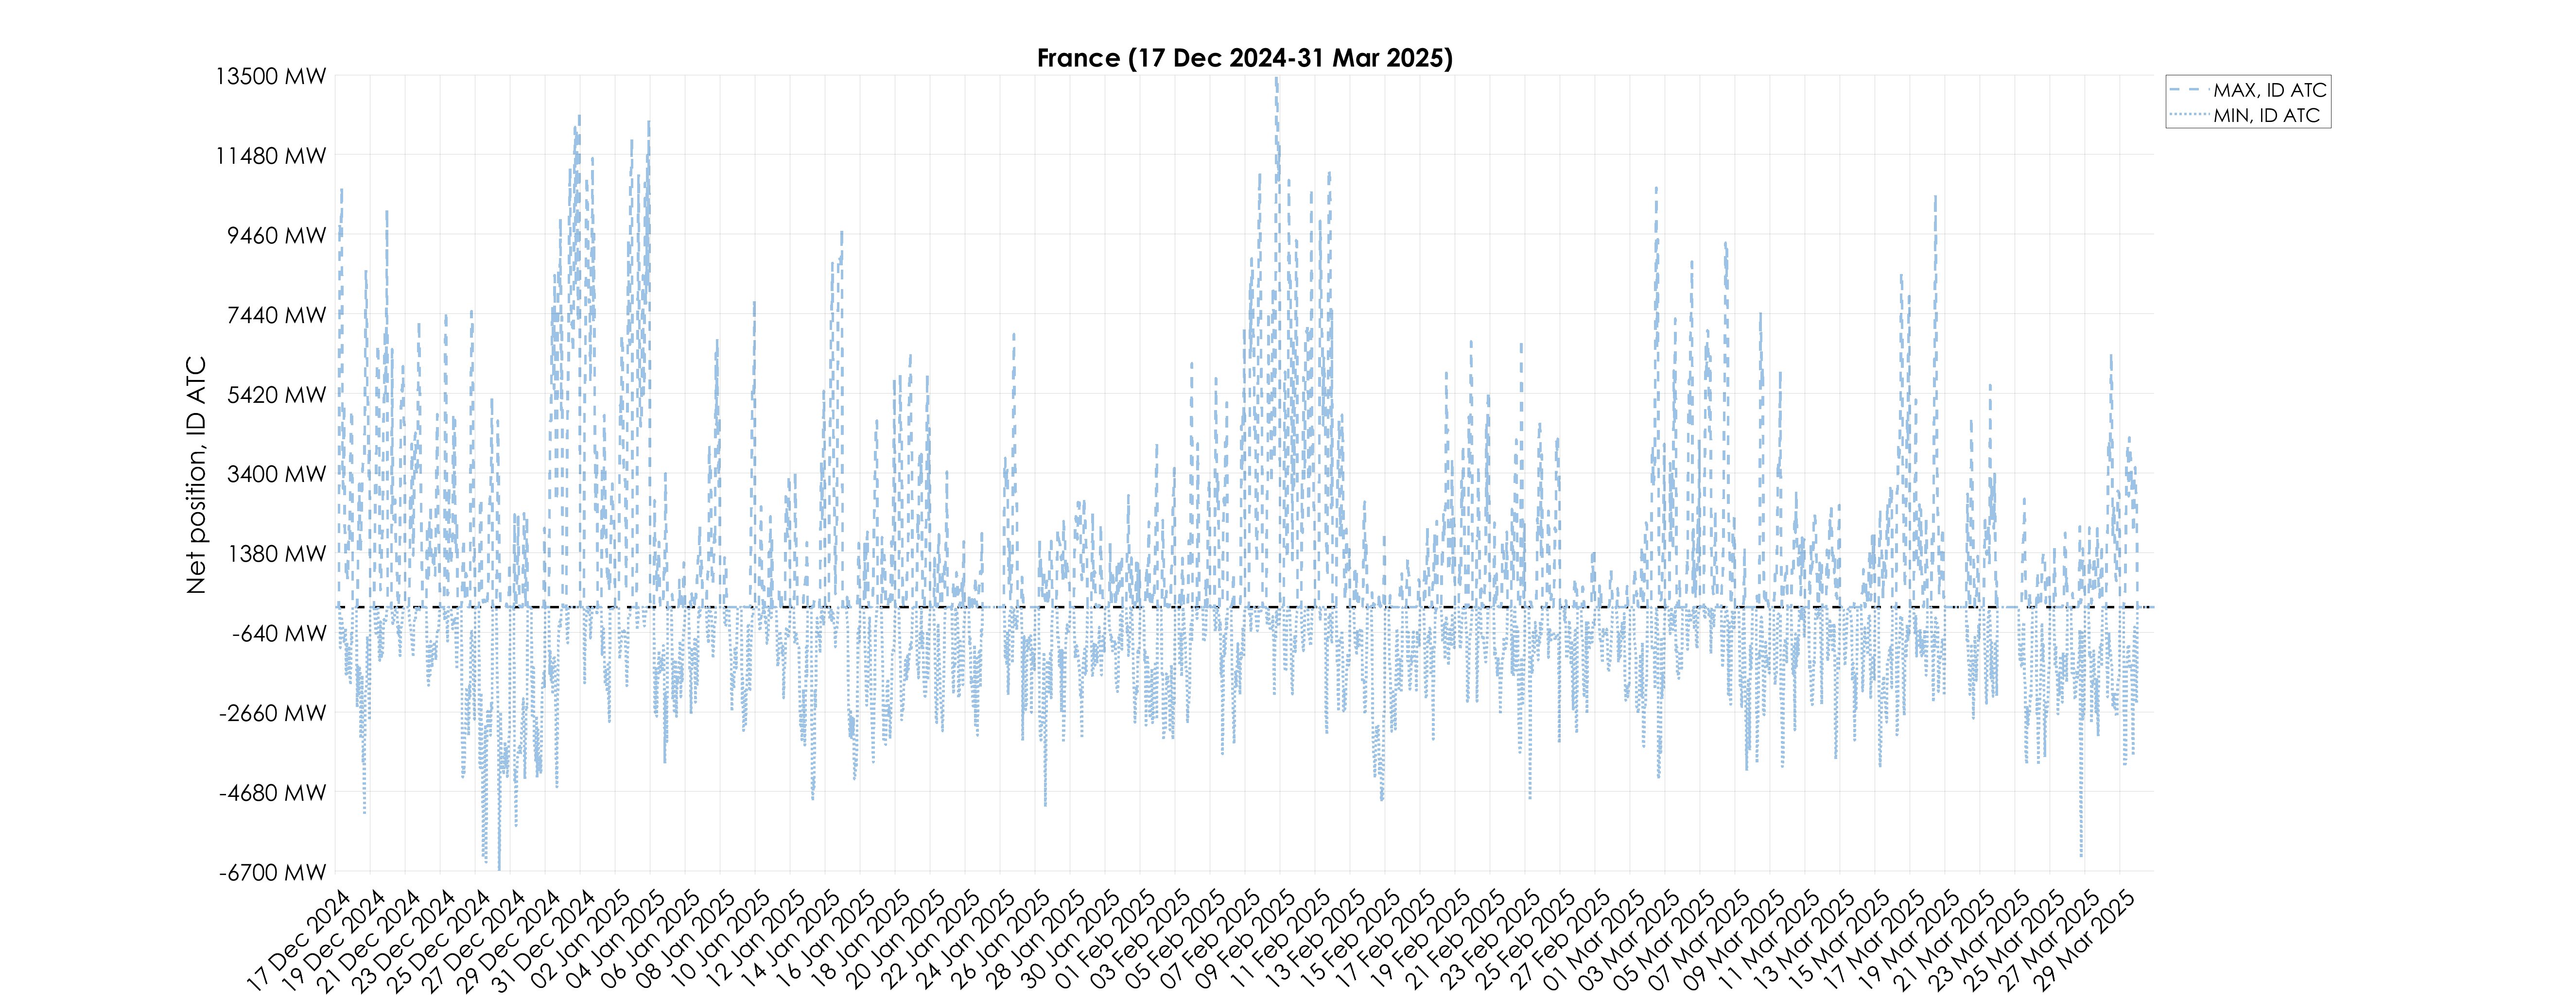 France (17 Dec 2024-31 Mar 2025)
13500 MW
11480 MW
9460 MW
7440 MW
5420 MW
3400 MW
1380 MW
-640 MW
-2660 MW
-4680 MW
-6700 MW
Net position, ID ATC
MAX, ID ATC
MIN, ID ATC
17 Dec 2024
19 Dec 2024
21 Dec 2024
23 Dec 2024
25 Dec 2024
27 Dec 2024
29 Dec 2024
31 Dec 2024
02 Jan 2025
04 Jan 2025
06 Jan 2025
08 Jan 2025
10 Jan 2025
12 Jan 2025
14 Jan 2025
16 Jan 2025
18 Jan 2025
20 Jan 2025
22 Jan 2025
24 Jan 2025
26 Jan 2025
28 Jan 2025
30 Jan 2025
01 Feb 2025
03 Feb 2025
05 Feb 2025
07 Feb 2025
09 Feb 2025
11 Feb 2025
13 Feb 2025
15 Feb 2025
17 Feb 2025
19 Feb 2025
21 Feb 2025
23 Feb 2025
25 Feb 2025
27 Feb 2025
01 Mar 2025
03 Mar 2025
05 Mar 2025
07 Mar 2025
09 Mar 2025
11 Mar 2025
13 Mar 2025
15 Mar 2025
17 Mar 2025
19 Mar 2025
21 Mar 2025
23 Mar 2025
25 Mar 2025
27 Mar 2025
29 Mar 2025